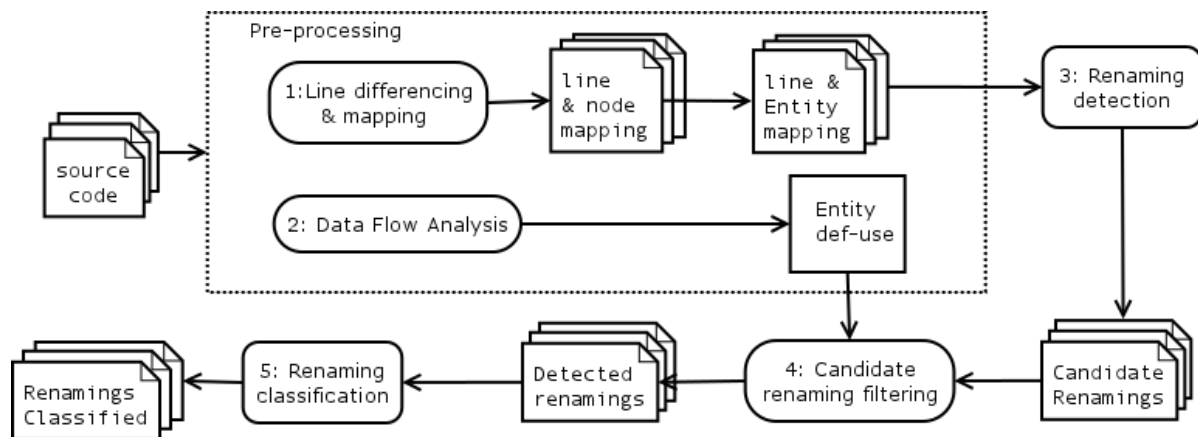 Pre-processing
1:Line differencing
& mapping
line
& node
mapping
line &
Entity
mapping
3: Renaming
detection
source
code
2: Data Flow Analysis
Entity
def-use
Renamings
Classified
5: Renaming
classification
Detected
renamings
4: Candidate
renaming filtering
Candidate
Renamings